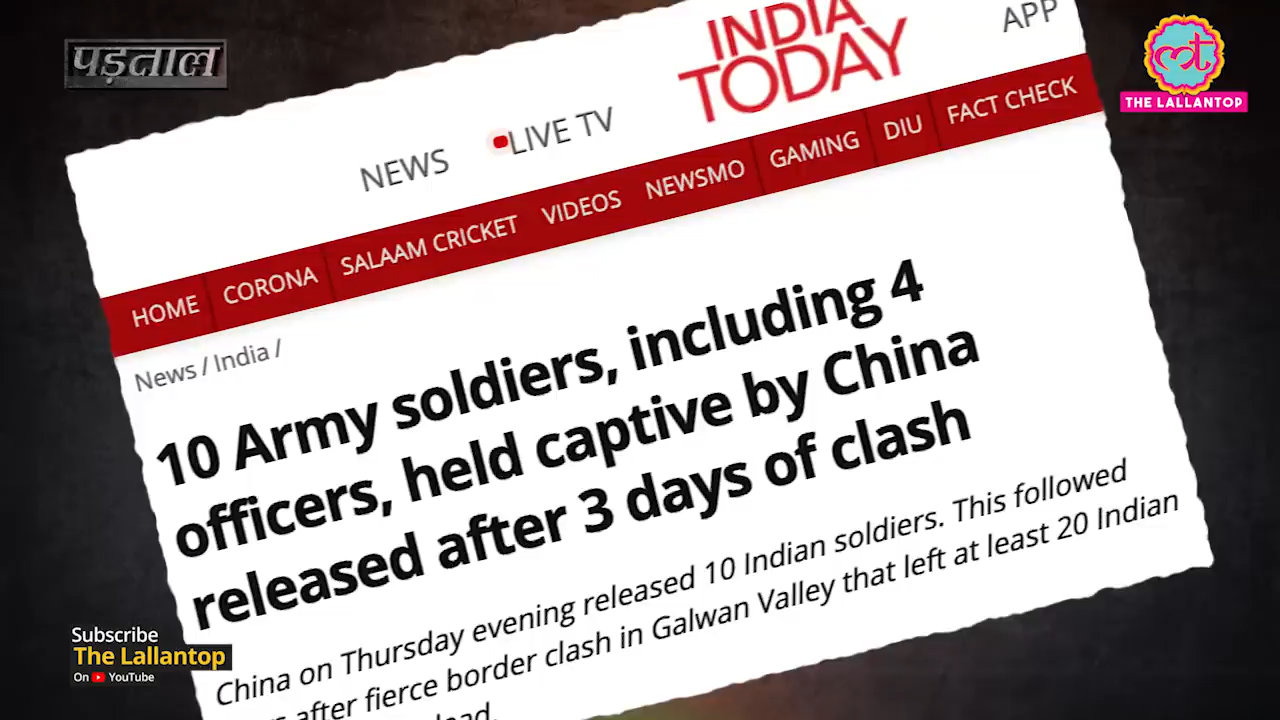 पड़ताल
INDIA
TODAY
APP
THE LALLANTOP
NEWS
LIVE TV
HOME CORONA SALAAM CRICKET VIDEOS NEWSMO GAMING DIU FACT CHECK
News / India /
10 Army soldiers, including 4
officers, held captive by China
released after 3 days of clash
China on Thursday evening released 10 Indian soldiers. This followed
after fierce border clash in Galwan Valley that left at least 20 Indian
Subscribe
The Lallantop
On YouTube